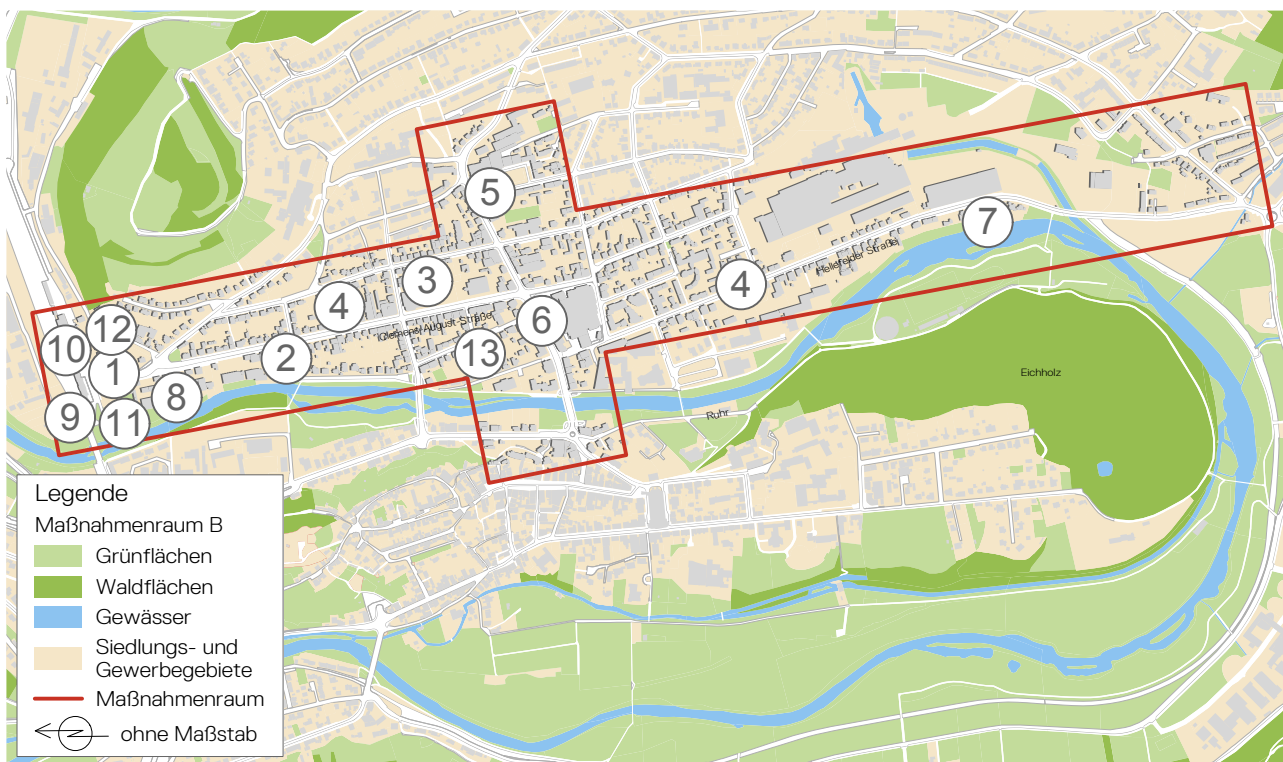 5
7
3
4
4
Hellefelder Straße
6
Clemens-August-Straße
12
10
13
2
1
Eichholz
8
9
11
Ruhr
Legende
Maßnahmenraum B
Grünflächen
Waldflächen
Gewässer
Siedlungs- und
Gewerbegebiete
Maßnahmenraum
Z ohne Maßstab